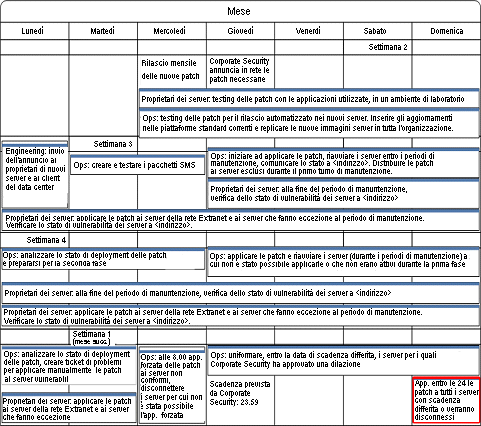 Mese
Lunedì Martedì Mercoledì Giovedì Venerdì Sabato Domenica
Settimana 2
Rilascio mensile
delle nuove patch
Corporate Security
annuncia in rete le
patch necessarie
Proprietari dei server: testing delle patch con le applicazioni utilizzate, in un ambiente di laboratorio
Ops: testing delle patch per il rilascio automatizzato nei nuovi server. Inserire gli aggiornamenti
nelle piattaforme standard correnti e replicare le nuove immagini server in tutta l'organizzazione.
Settimana 3
Engineering: invio
dell'annuncio ai
proprietari di nuovi
server e ai client
del data center
Ops: creare e testare i pacchetti SMS
Ops: iniziare ad applicare le patch, riavviare i server entro i periodi di
manutenzione, comunicare lo stato a <indirizzo>. Distribuire le patch
ai server esclusi durante il primo turno di manutenzione.
Proprietari dei server: alla fine del periodo di manutenzione,
verifica dello stato di vulnerabilità dei server a <indirizzo>
Proprietari dei server: applicare le patch ai server della rete Extranet e ai server che fanno eccezione al periodo di manutenzione.
Verificare lo stato di vulnerabilità dei server a <indirizzo>.
Settimana 4
Ops: analizzare lo stato di deployment delle patch
e prepararsi per la seconda fase
Ops: applicare le patch e riavviare i server (durante i periodi di manutenzione) a
cui non è stato possibile applicarle o che non erano attivi durante la prima fase
Proprietari dei server: alla fine del periodo di manuntenzione, verifica dello stato di vulnerabilità dei server a <indirizzo>
Proprietari dei server: applicare le patch ai server della rete Extranet e ai server che fanno eccezione al periodo di manutenzione.
Verificare lo stato di vulnerabilità dei server a <indirizzo>.
Settimana 1
(mese succ.)
Ops: analizzare lo stato di deployment
delle patch, creare ticket di problemi
per applicare manualmente le patch
ai server vulnerabili
Proprietari dei server: applicare le patch
ai server della rete Extranet e ai server
che fanno eccezione
Ops: alle 8.00 app.
forzata delle patch
ai server non
conformi,
disconnettere
i server per cui non
è stata possibile
l'app. forzata
Ops: uniformare, entro la data di scadenza differita, i server per i quali
Corporate Security ha approvato una dilazione
Scadenza prevista
da Corporate
Security: 23.59
App. entro le 24 le
patch a tutti i server
con scadenza
differita o verranno
disconnessi